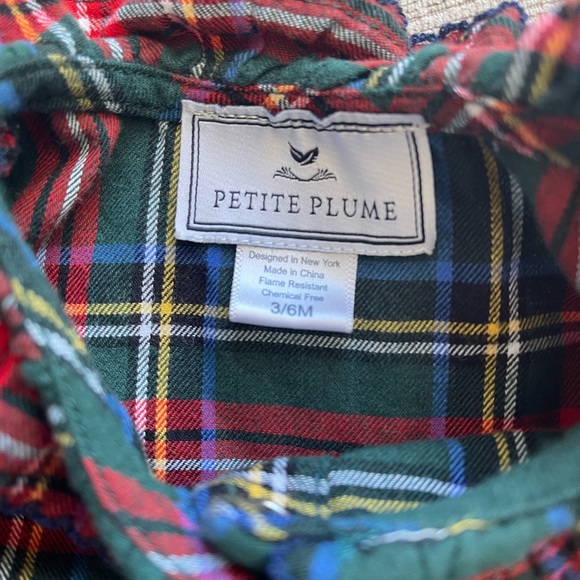 PETITE PLUME
Designed in New York
Made in China
Flame Resistant
Chemical Free
3/6M